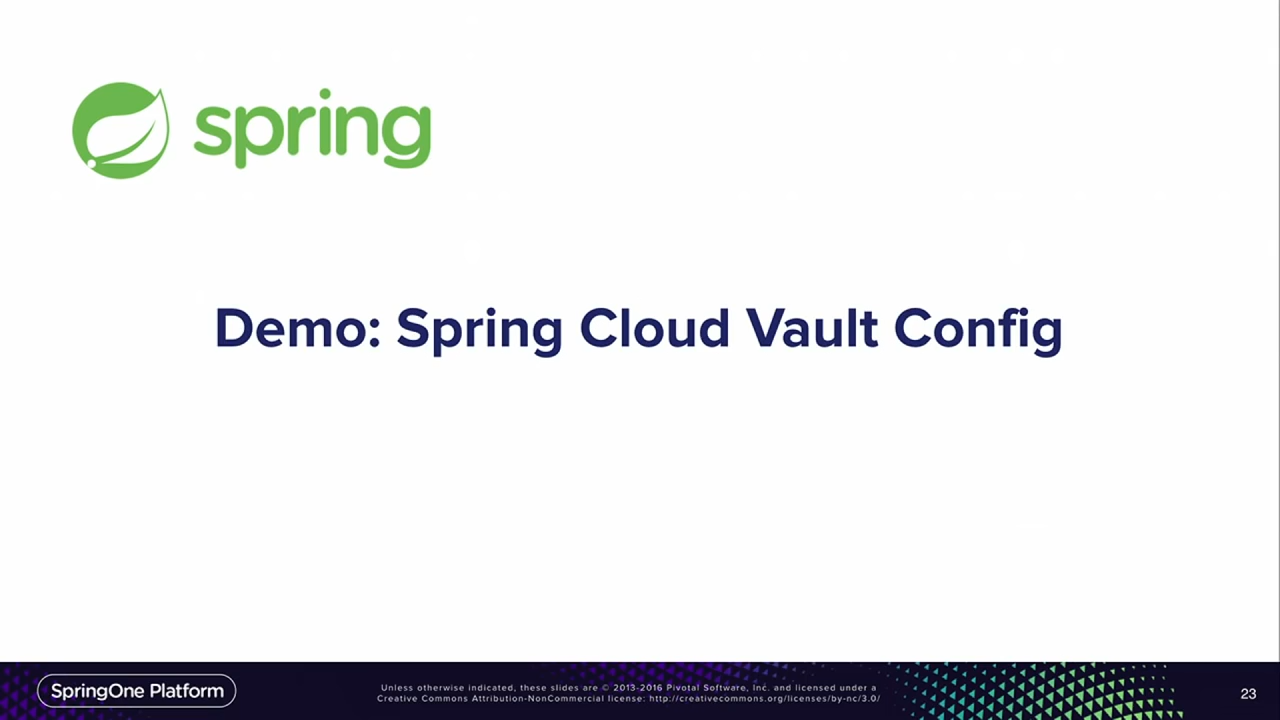 spring
Demo: Spring Cloud Vault Config
SpringOne Platform
Unless otherwise indicated, these slides are © 2013-2016 Pivotal Software, Inc. and licensed under a
Creative Commons Attribution-NonCommercial license: http://creativecommons.org/licenses/by-nc/3.0/
23